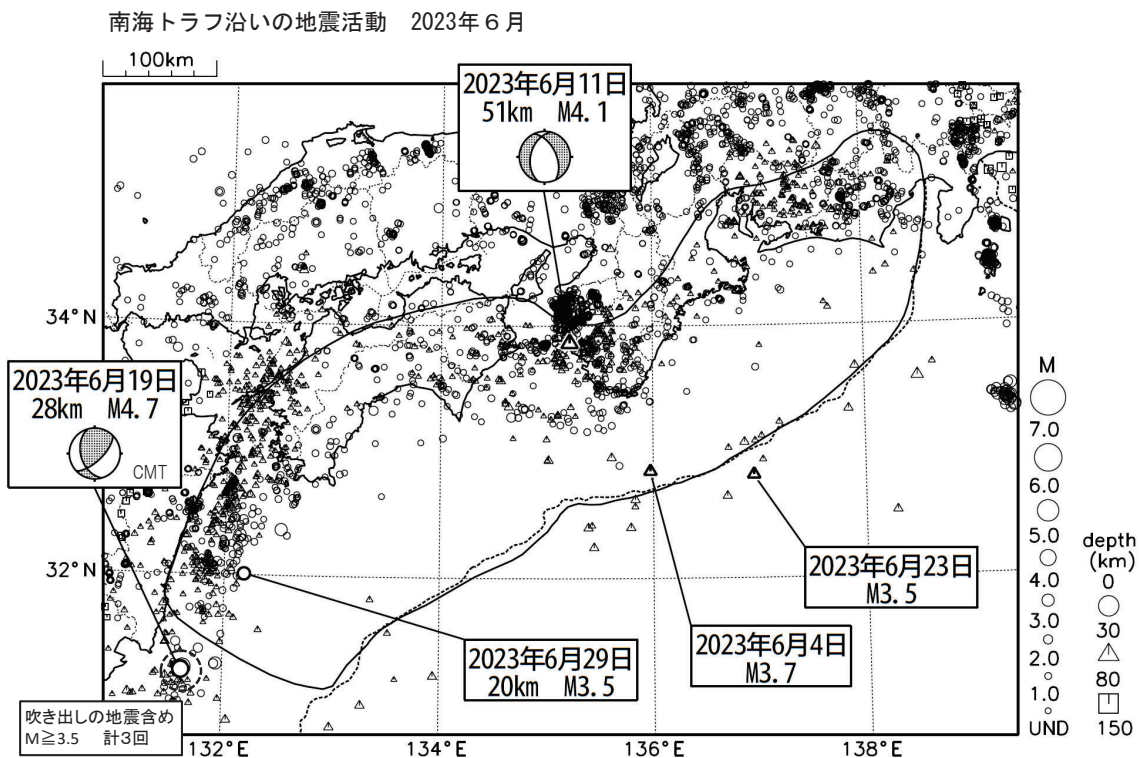 南海トラフ沿いの地震活動　2023年６月
100km
2023年6月11日
51km M4.1
34°N
2023年6月19日
28km M4.7
CMT
M
7.0
6.0
5.0
4.0
3.0
2.0
1.0
UND
depth
(km)
0
30
80
150
32°N
2023年6月23日
M3.5
2023年6月4日
M3.7
2023年6月29日
20km M3.5
吹き出しの地震含め
M≧3.5　計３回
132°E
134°E
136°E
138°E